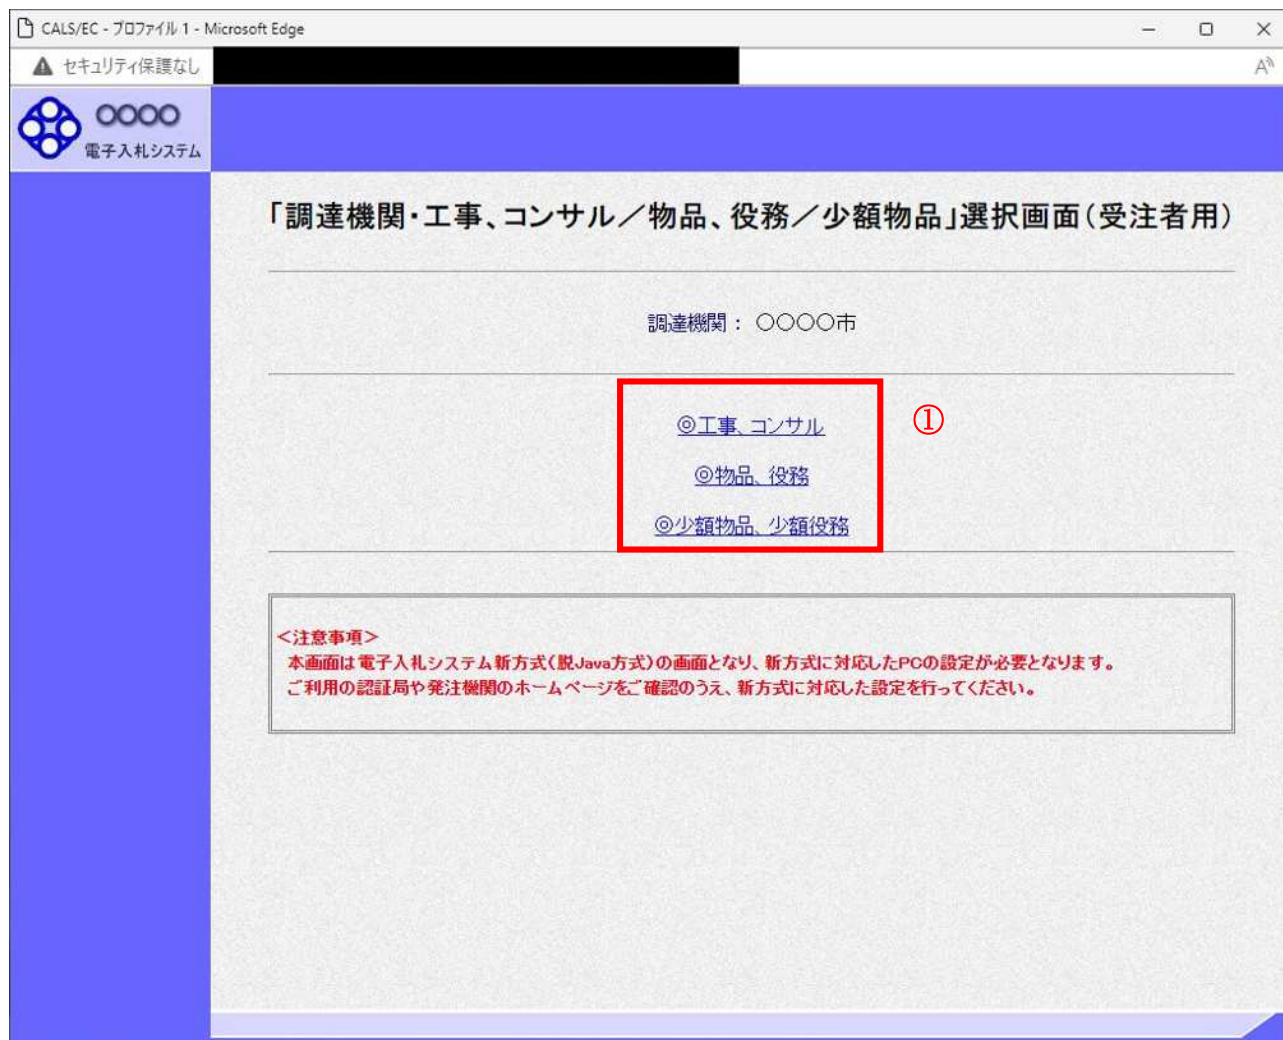 CALS/EC - プロファイル 1 - Microsoft Edge
セキュリティ保護なし
A
〇〇〇〇
電子入札システム
「調達機関・工事、コンサル／物品、役務／少額物品」選択画面（受注者用）
調達機関： 〇〇〇〇市
◎工事、コンサル
①
◎物品、役務
◎少額物品、少額役務
＜注意事項＞
本画面は電子入札システム新方式（脱Java方式）の画面となり、新方式に対応したPCの設定が必要となります。
ご利用の認証局や発注機関のホームページをご確認のうえ、新方式に対応した設定を行ってください。